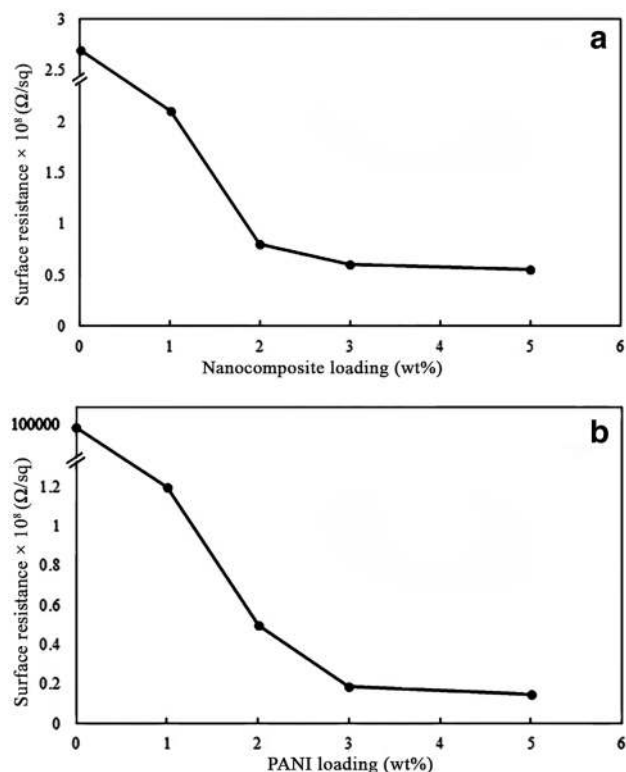 a
Surface resistance × 10⁸ (Ω/sq)
3
2.5
2
1.5
1
0.5
0
0 1 2 3 4 5 6
Nanocomposite loading (wt%)
b
Surface resistance × 10⁸ (Ω/sq)
100000
1.2
1
0.8
0.6
0.4
0.2
0
0 1 2 3 4 5 6
PANI loading (wt%)